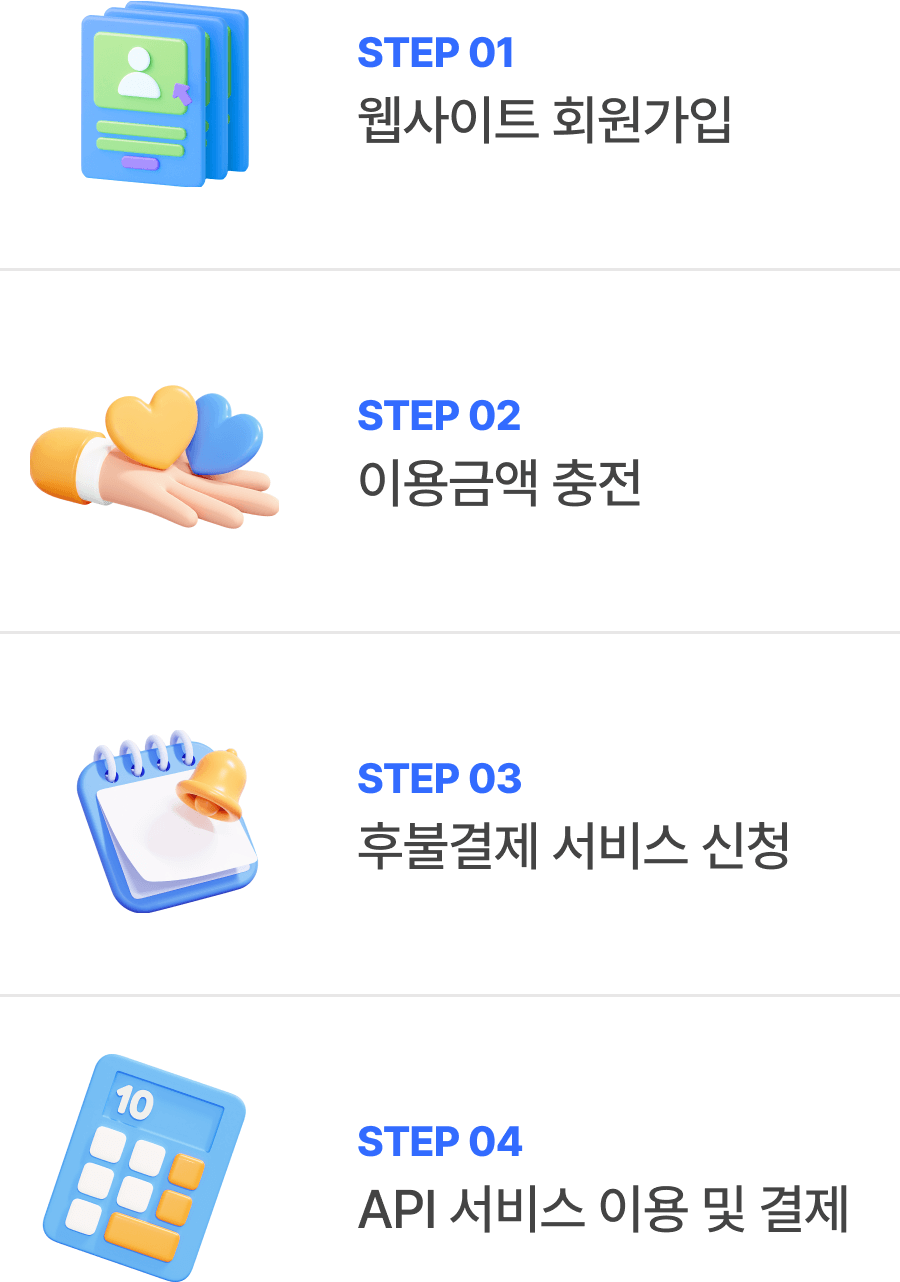 STEP 01
웹사이트 회원가입
STEP 02
이용금액 충전
STEP 03
후불결제 서비스 신청
10
STEP 04
API 서비스 이용 및 결제